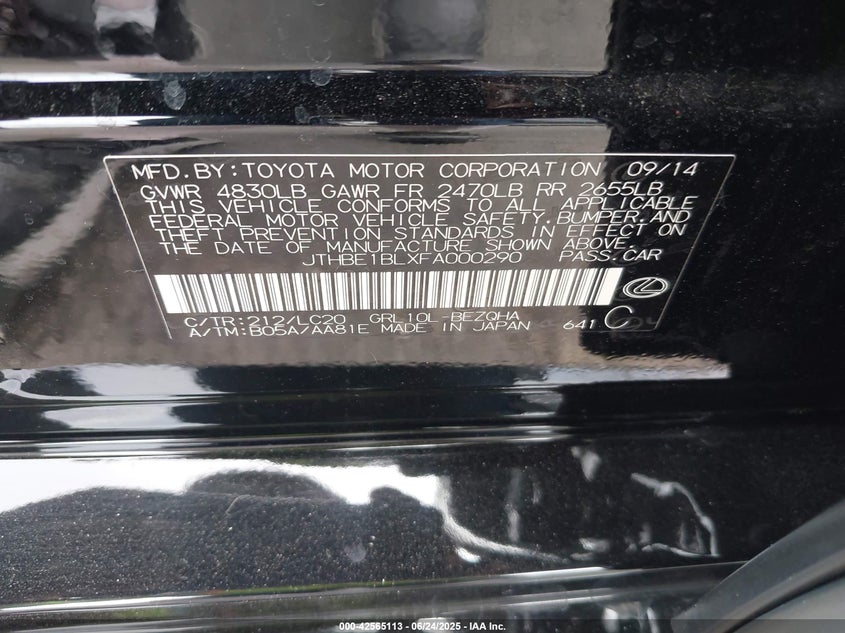 MFD.BY:TOYOTA MOTOR CORPORATION 09/14
GVWR 4830LB GAWR FR 2470LB RR 2655LB
THIS VEHICLE CONFORMS TO ALL APPLICABLE
FEDERAL MOTOR VEHICLE SAFETY,BUMPER,AND
THEFT PREVENTION STANDARDS IN EFFECT ON
THE DATE OF MANUFACTURE SHOWN ABOVE.
JTHBE1BLXFA000290 PASS.CAR
C/TR:212/LC20 GRL10L-BEZQHA
A/TM:B05A/AA81E MADE IN JAPAN 641 C
000-42565113 - 06/24/2025 - IAA Inc.